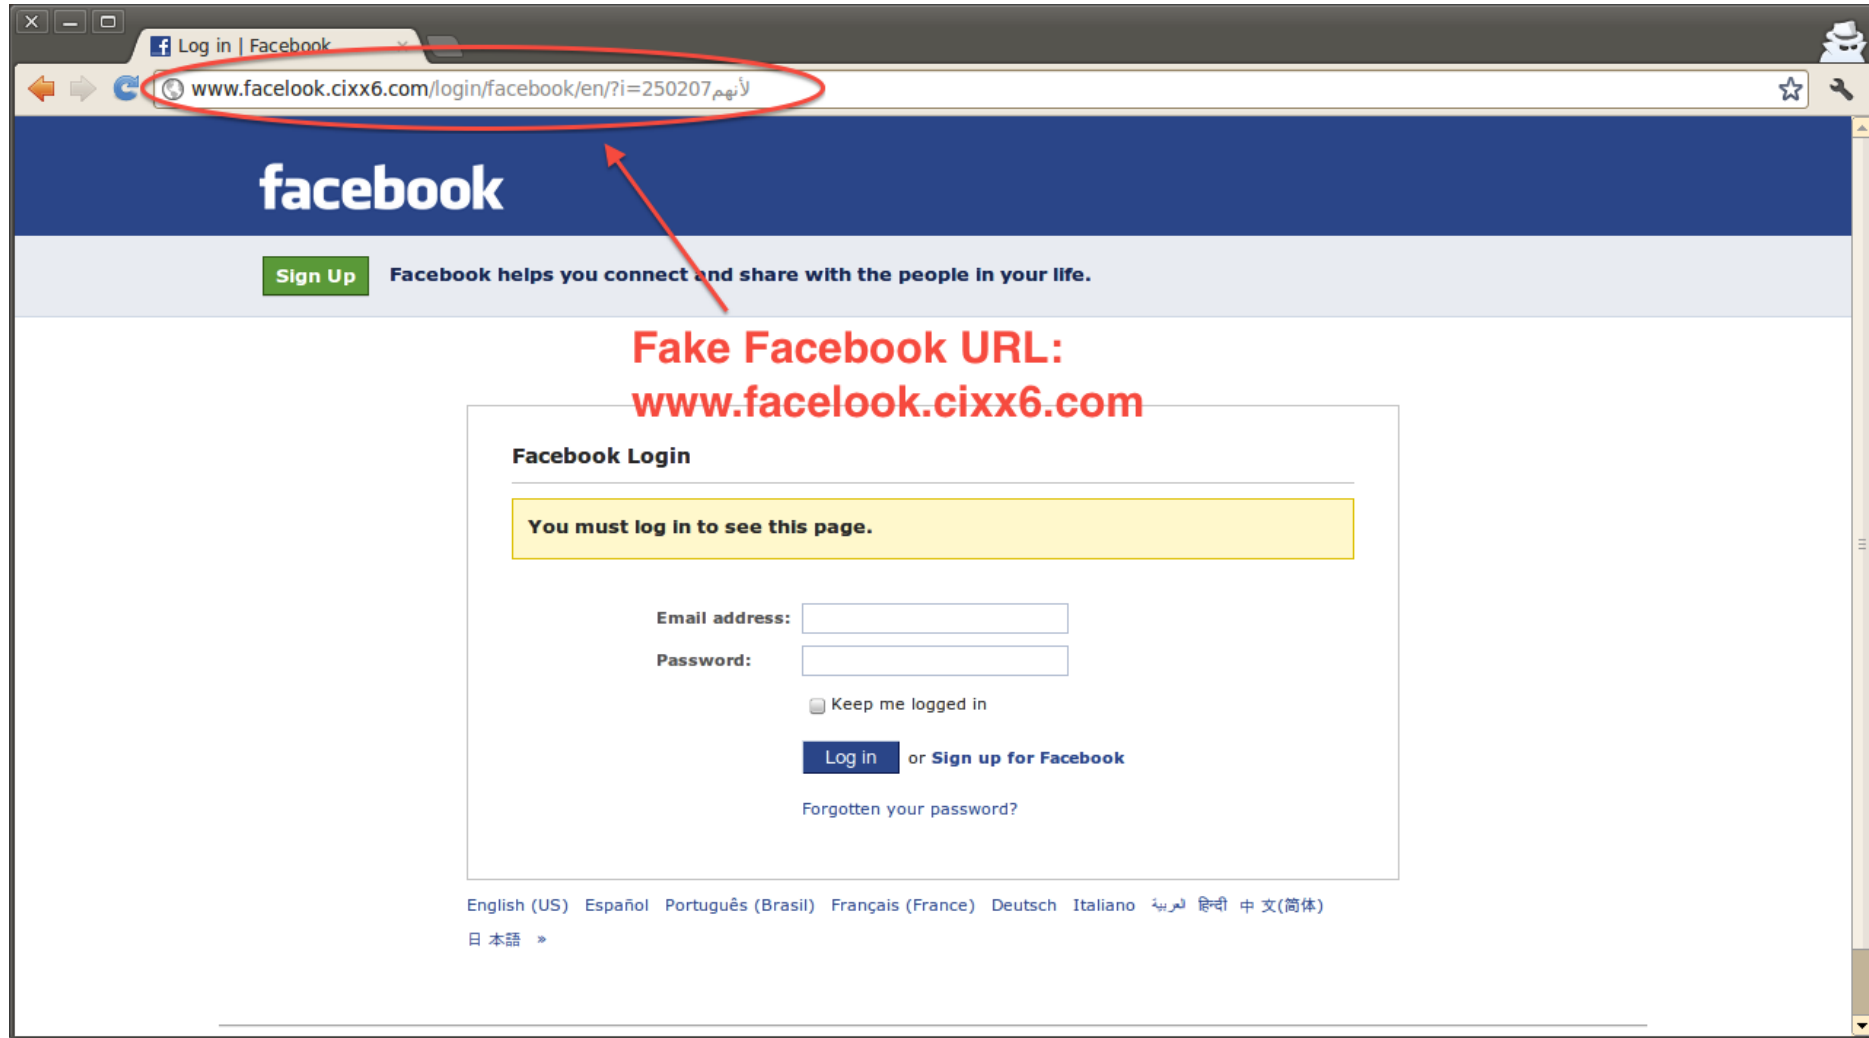 Log in | Facebook
www.facelook.cixx6.com/login/facebook/en/?i=250207لأنهم
facebook
Sign Up Facebook helps you connect and share with the people in your life.
Fake Facebook URL:
www.facelook.cixx6.com
Facebook Login
You must log in to see this page.
Email address:
Password:
Keep me logged in
Log in or Sign up for Facebook
Forgotten your password?
English (US) Español Português (Brasil) Français (France) Deutsch Italiano العربية हिन्दी 中文(简体)
日本語 »